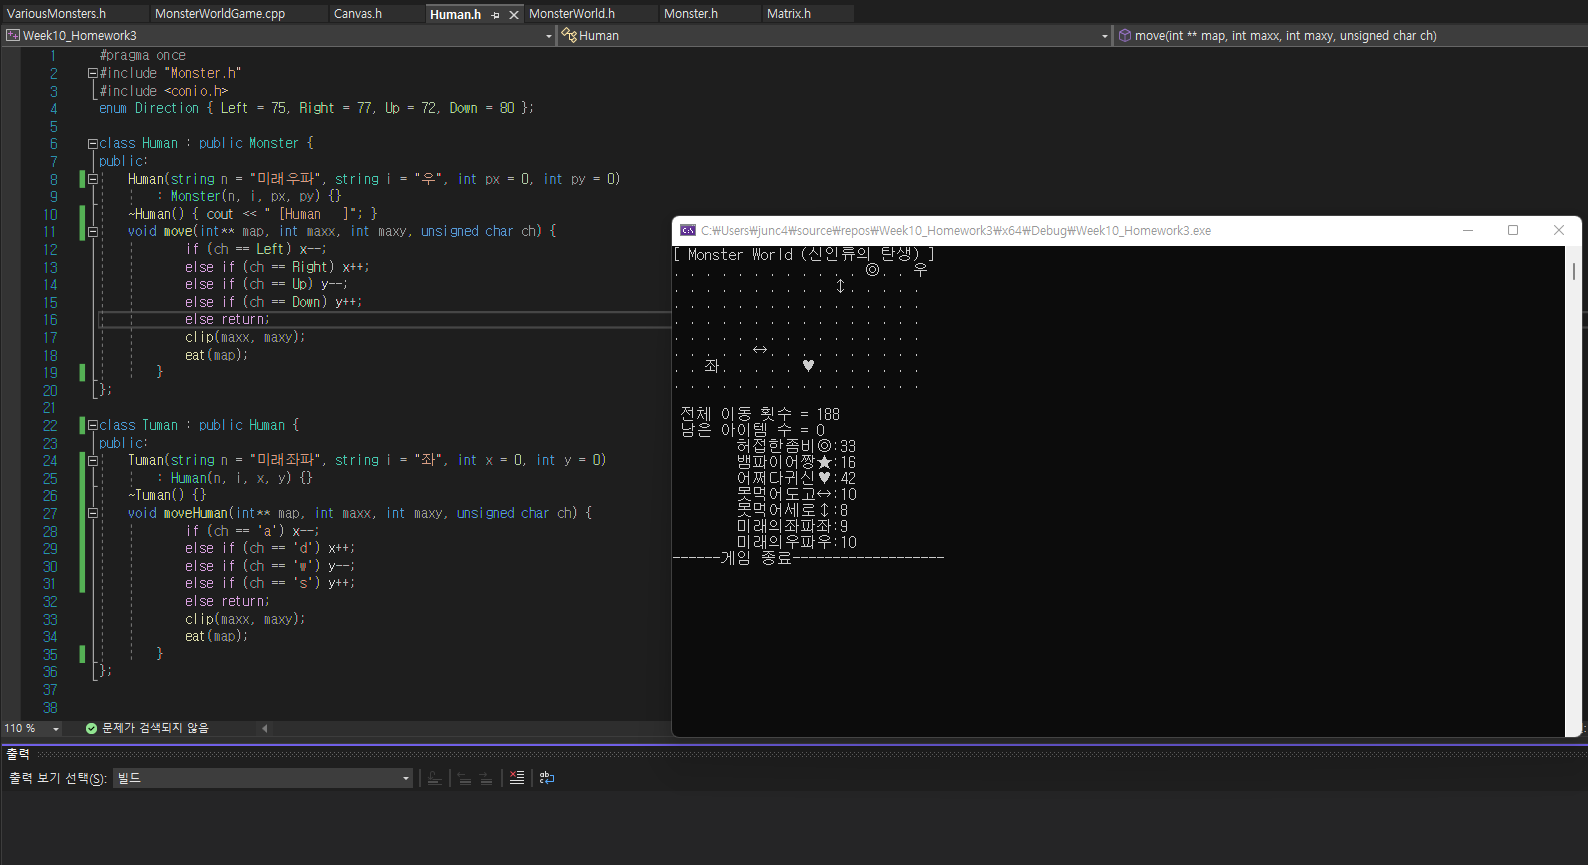 VariousMonsters.h MonsterWorldGame.cpp Canvas.h Human.h MonsterWorld.h Monster.h Matrix.h
Week10_Homework3 Human move(int ** map, int maxx, int maxy, unsigned char ch)
1 #pragma once
2 #include "Monster.h"
3 #include <conio.h>
4 enum Direction { Left = 75, Right = 77, Up = 72, Down = 80 };
5
6 class Human : public Monster {
7 public:
8 Human(string n = "미래우파", string i = "우", int px = 0, int py = 0)
9 : Monster(n, i, px, py) {}
10 ~Human() { cout << " [Human   ]"; }
11 void move(int** map, int maxx, int maxy, unsigned char ch) {
12 if (ch == Left) x--;
13 else if (ch == Right) x++;
14 else if (ch == Up) y--;
15 else if (ch == Down) y++;
16 else return;
17 clip(maxx, maxy);
18 eat(map);
19 }
20 };
21
22 class Tuman : public Human {
23 public:
24 Tuman(string n = "미래좌파", string i = "좌", int x = 0, int y = 0)
25 : Human(n, i, x, y) {}
26 ~Tuman() {}
27 void moveHuman(int** map, int maxx, int maxy, unsigned char ch) {
28 if (ch == 'a') x--;
29 else if (ch == 'd') x++;
30 else if (ch == 'w') y--;
31 else if (ch == 's') y++;
32 else return;
33 clip(maxx, maxy);
34 eat(map);
35 }
36 };
37
38
110 % 문제가 검색되지 않음
출력
출력 보기 선택(S): 빌드
C:\Users\junc4\source\repos\Week10_Homework3\x64\Debug\Week10_Homework3.exe
[ Monster World (신인류의 탄생) ]
. . . . . . . . . . . . ◎ . . 우
. . . . . . . . . . ↕ . . . . .
. . . . . . . . . . . . . . . .
. . . . . . . . . . . . . . . .
. . . . . . . . . . . . . . . .
. . . . . ↔ . . . . . . . . . .
. . 좌 . . . . . ♥ . . . . . . .
. . . . . . . . . . . . . . . .
전체 이동 횟수 = 188
남은 아이템 수 = 0
허접한좀비◎:33
뱀파이어짱★:16
어쩌다귀신♥:42
못먹어도고↔:10
못먹어세로↕:8
미래의좌파좌:9
미래의우파우:10
------게임 종료-------------------